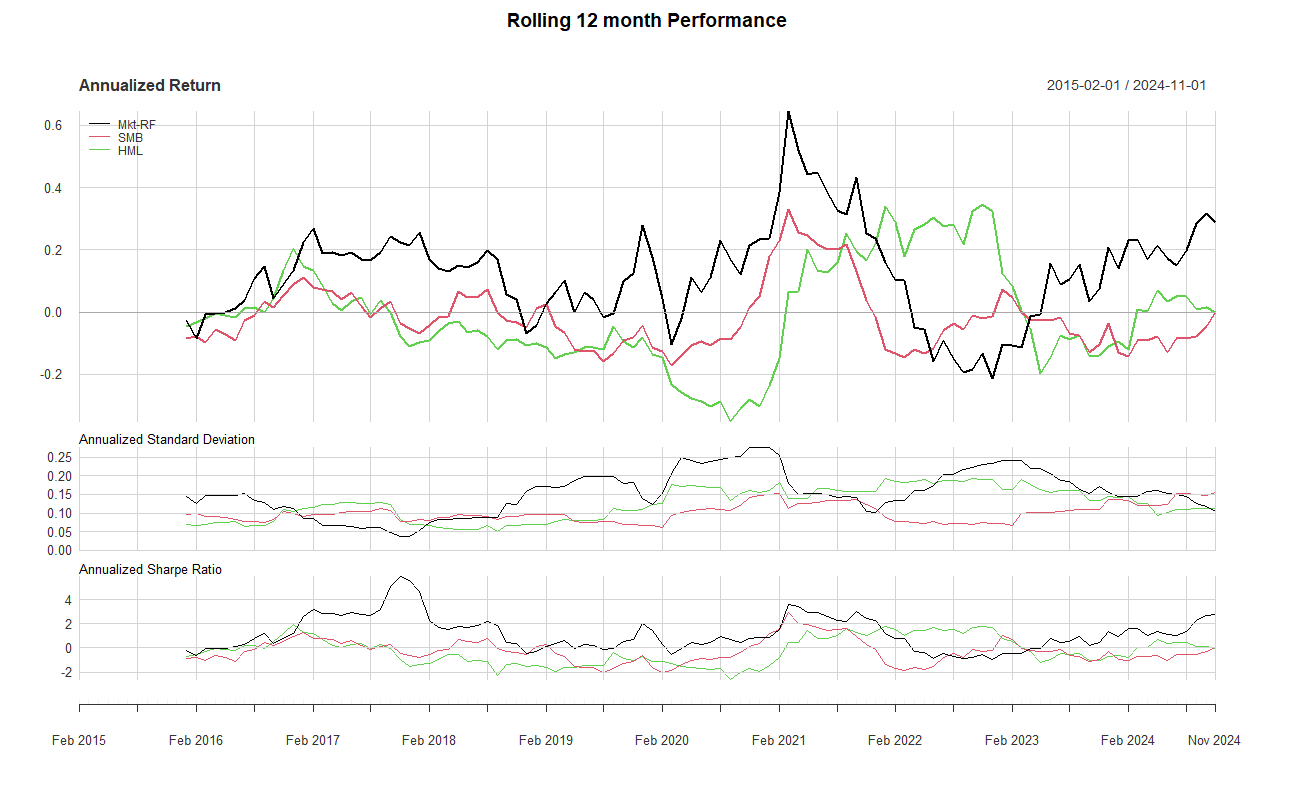 Rolling 12 month Performance
Annualized Return 2015-02-01 / 2024-11-01
Mkt-RF
SMB
HML
0.6
0.4
0.2
0.0
-0.2
Annualized Standard Deviation
0.25
0.20
0.15
0.10
0.05
0.00
Annualized Sharpe Ratio
4
2
0
-2
Feb 2015 Feb 2016 Feb 2017 Feb 2018 Feb 2019 Feb 2020 Feb 2021 Feb 2022 Feb 2023 Feb 2024 Nov 2024